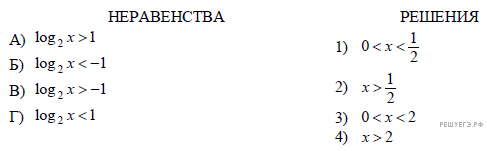 НЕРАВЕНСТВА РЕШЕНИЯ
А) log₂ x > 1
Б) log₂ x < −1
В) log₂ x > −1
Г) log₂ x < 1
1) 0 < x < 1/2
2) x > 1/2
3) 0 < x < 2
4) x > 2
РЕШУЕГЭ.РФ